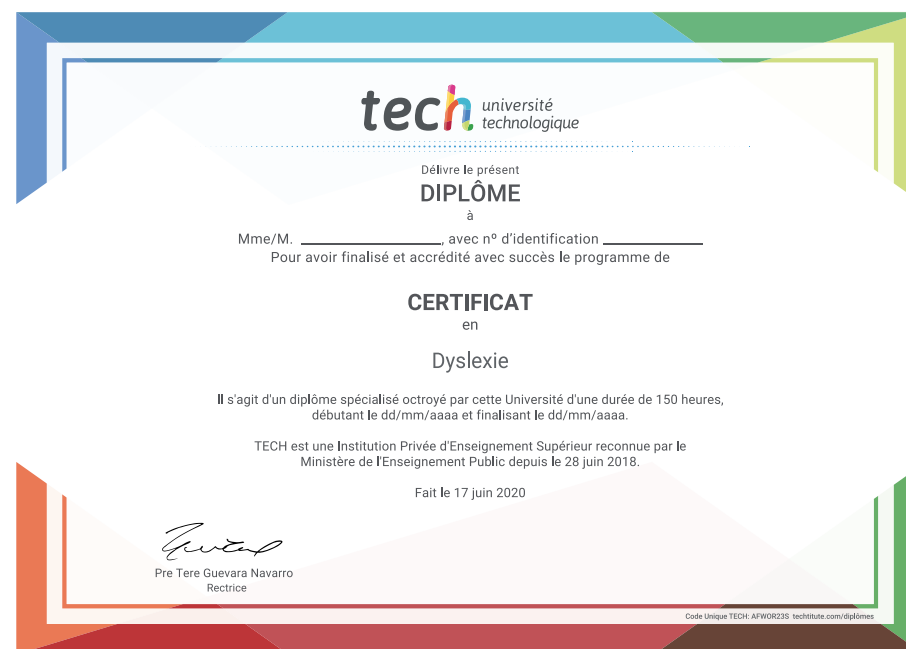 tech université
technologique
Délivre le présent
DIPLÔME
à
Mme/M. ____________________, avec nº d'identification ______________
Pour avoir finalisé et accrédité avec succès le programme de
CERTIFICAT
en
Dyslexie
Il s'agit d'un diplôme spécialisé octroyé par cette Université d'une durée de 150 heures,
débutant le dd/mm/aaaa et finalisant le dd/mm/aaaa.
TECH est une Institution Privée d'Enseignement Supérieur reconnue par le
Ministère de l'Enseignement Public depuis le 28 juin 2018.
Fait le 17 juin 2020
Pre Tere Guevara Navarro
Rectrice
Code Unique TECH: AFWOR23S techtitute.com/diplômes